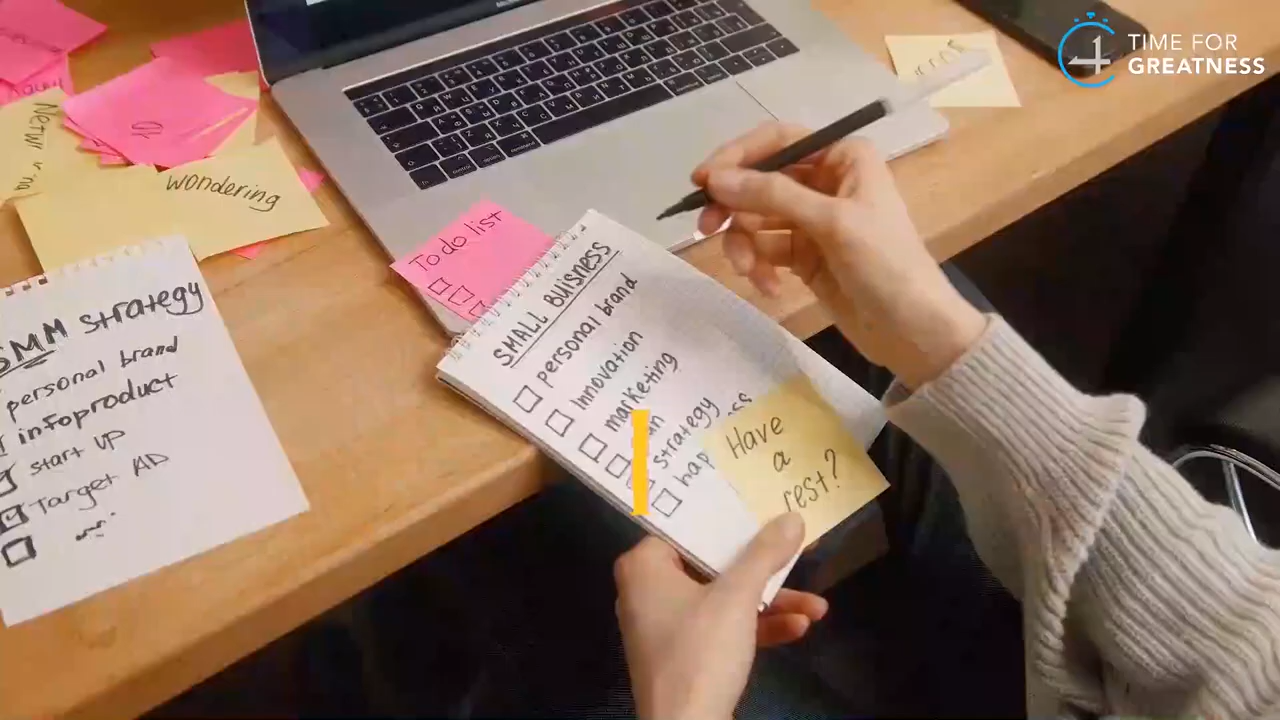 TIME FOR
GREATNESS
wondering
To do list
SMM strategy
personal brand
infoproduct
start UP
Target AD
SMALL BUISNESS
personal brand
Innovation
marketing
strategy
Have
a
rest?